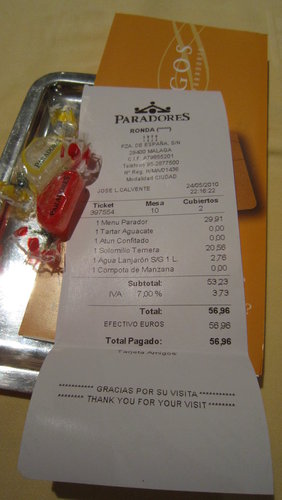 GOS
PARADORES
RONDA (****)
PZA. DE ESPAÑA, S/N
29400 MALAGA
C.I.F. A79855201
Telefono 95-2877500
Nº Reg. H/MA/01436
Modalidad CIUDAD
JOSE L.CALVENTE 24/05/2010
22:16:22
Ticket Mesa Cubiertos
397554 10 2
1 Menu Parador 29,91
1 Tartar Aguacate 0,00
1 Atun Confitado 0,00
1 Solomillo Ternera 20,56
1 Agua Lanjarón S/G 1 L. 2,76
1 Compota de Manzana 0,00
Subtotal: 53,23
IVA 7,00 % 3,73
Total: 56,96
EFECTIVO EUROS 56,96
Total Pagado: 56,96
Tarjeta Amigos
*********** GRACIAS POR SU VISITA ***********
******** THANK YOU FOR YOUR VISIT ********